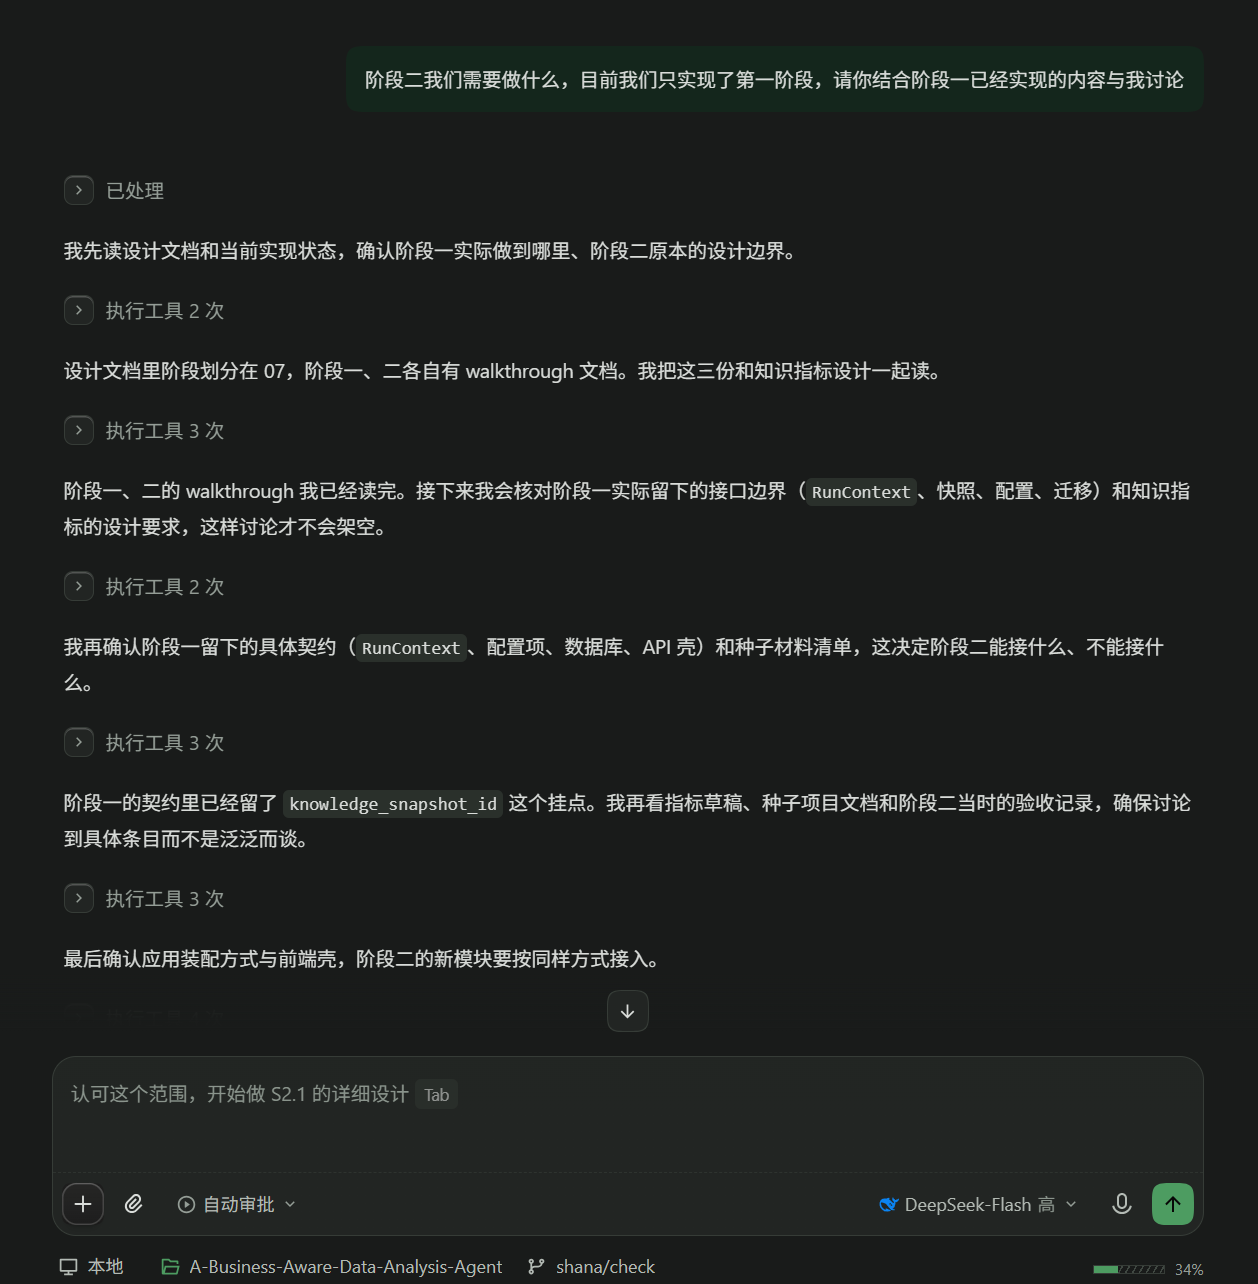 阶段二我们需要做什么，目前我们只实现了第一阶段，请你结合阶段一已经实现的内容与我讨论
已处理
我先读设计文档和当前实现状态，确认阶段一实际做到哪里、阶段二原本的设计边界。
执行工具 2 次
设计文档里阶段划分在 07，阶段一、二各自有 walkthrough 文档。我把这三份和知识指标设计一起读。
执行工具 3 次
阶段一、二的 walkthrough 我已经读完。接下来我会核对阶段一实际留下的接口边界（RunContext、快照、配置、迁移）和知识指
标的设计要求，这样讨论才不会架空。
执行工具 2 次
我再确认阶段一留下的具体契约（RunContext、配置项、数据库、API 壳）和种子材料清单，这决定阶段二能接什么、不能接什
么。
执行工具 3 次
阶段一的契约里已经留了 knowledge_snapshot_id 这个挂点。我再看指标草稿、种子项目文档和阶段二当时的验收记录，确保讨论
到具体条目而不是泛泛而谈。
执行工具 3 次
最后确认应用装配方式与前端壳，阶段二的新模块要按同样方式接入。
认可这个范围，开始做 S2.1 的详细设计 Tab
自动审批 DeepSeek-Flash 高
本地 A-Business-Aware-Data-Analysis-Agent shana/check 34%